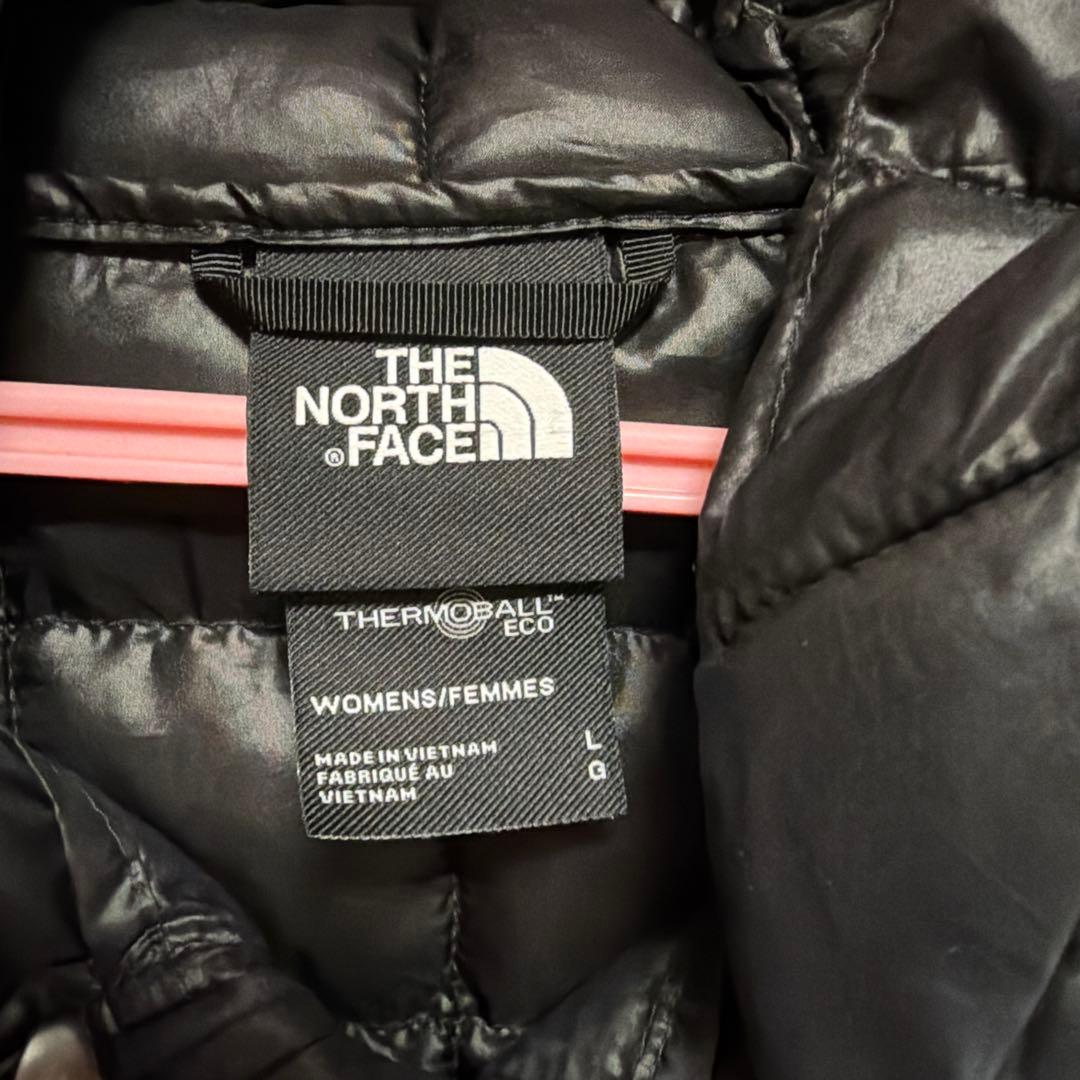 THE
NORTH
® FACE
THERMOBALL™
ECO
WOMENS/FEMMES
MADE IN VIETNAM
FABRIQUÉ AU
VIETNAM
L
G